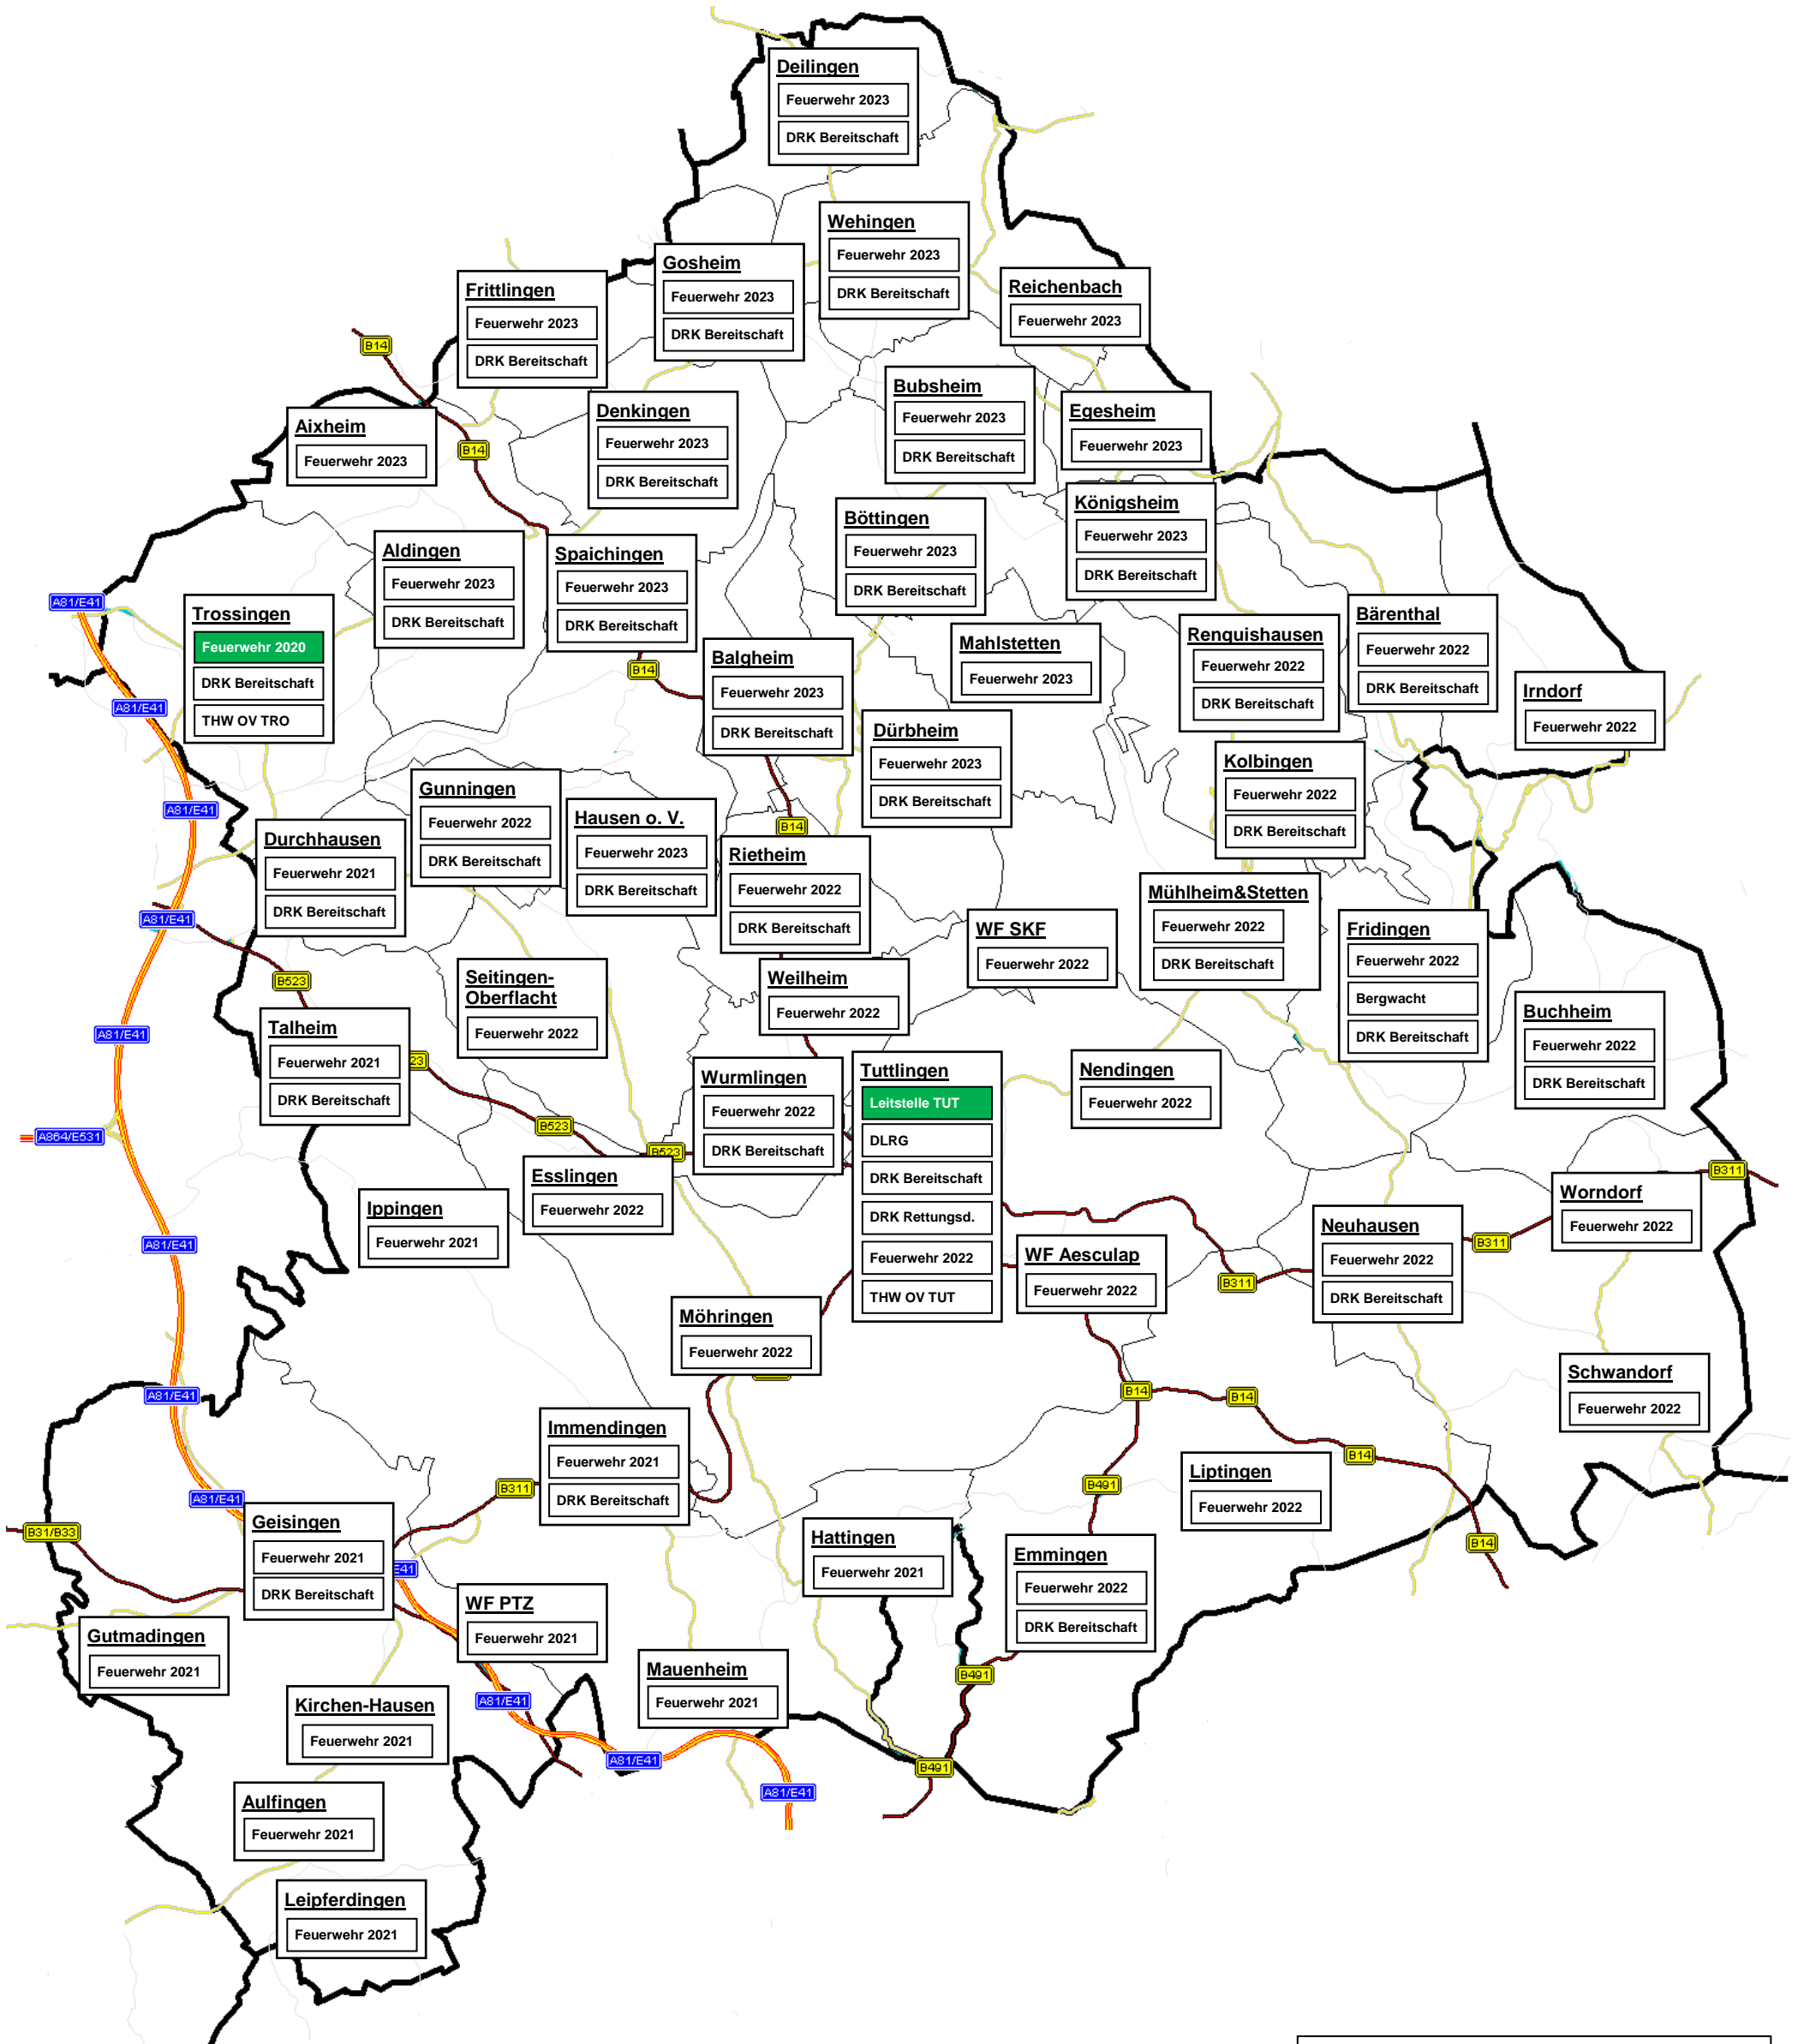 Deilingen
Feuerwehr 2023
DRK Bereitschaft
Wehingen
Feuerwehr 2023
DRK Bereitschaft
Gosheim
Feuerwehr 2023
DRK Bereitschaft
Reichenbach
Feuerwehr 2023
Frittlingen
Feuerwehr 2023
DRK Bereitschaft
B14
Bubsheim
Feuerwehr 2023
DRK Bereitschaft
Egesheim
Feuerwehr 2023
Denkingen
Feuerwehr 2023
DRK Bereitschaft
Aixheim
Feuerwehr 2023
B14
Königsheim
Feuerwehr 2023
DRK Bereitschaft
Böttingen
Feuerwehr 2023
DRK Bereitschaft
Aldingen
Feuerwehr 2023
DRK Bereitschaft
Spaichingen
Feuerwehr 2023
DRK Bereitschaft
A81/E41
Trossingen
Feuerwehr 2020
DRK Bereitschaft
THW OV TRO
B14
Balgheim
Feuerwehr 2023
DRK Bereitschaft
Mahlstetten
Feuerwehr 2023
Renquishausen
Feuerwehr 2022
DRK Bereitschaft
Bärenthal
Feuerwehr 2022
DRK Bereitschaft
Irndorf
Feuerwehr 2022
A81/E41
Dürbheim
Feuerwehr 2023
DRK Bereitschaft
Kolbingen
Feuerwehr 2022
DRK Bereitschaft
A81/E41
Gunningen
Feuerwehr 2022
DRK Bereitschaft
Hausen o. V.
Feuerwehr 2023
DRK Bereitschaft
B14
Durchhausen
Feuerwehr 2021
DRK Bereitschaft
Rietheim
Feuerwehr 2022
DRK Bereitschaft
Mühlheim&Stetten
Feuerwehr 2022
DRK Bereitschaft
A81/E41
WF SKF
Feuerwehr 2022
Fridingen
Feuerwehr 2022
Bergwacht
DRK Bereitschaft
B523
Seitingen-
Oberflacht
Feuerwehr 2022
Weilheim
Feuerwehr 2022
Buchheim
Feuerwehr 2022
DRK Bereitschaft
A81/E41
Talheim
Feuerwehr 2021
DRK Bereitschaft
23
Wurmlingen
Feuerwehr 2022
DRK Bereitschaft
Tuttlingen
Leitstelle TUT
DLRG
DRK Bereitschaft
DRK Rettungsd.
Feuerwehr 2022
THW OV TUT
Nendingen
Feuerwehr 2022
A864/E531
B523
B523
Esslingen
Feuerwehr 2022
Ippingen
Feuerwehr 2021
B311
Worndorf
Feuerwehr 2022
Neuhausen
Feuerwehr 2022
DRK Bereitschaft
B311
A81/E41
WF Aesculap
Feuerwehr 2022
B311
Möhringen
Feuerwehr 2022
Schwandorf
Feuerwehr 2022
A81/E41
B14
B14
Immendingen
Feuerwehr 2021
DRK Bereitschaft
B14
Liptingen
Feuerwehr 2022
B311
B491
A81/E41
Geisingen
Feuerwehr 2021
DRK Bereitschaft
B31/B33
Hattingen
Feuerwehr 2021
Emmingen
Feuerwehr 2022
DRK Bereitschaft
B14
E41
WF PTZ
Feuerwehr 2021
Gutmadingen
Feuerwehr 2021
Mauenheim
Feuerwehr 2021
B491
Kirchen-Hausen
Feuerwehr 2021
A81/E41
A81/E41
B491
A81/E41
Aulfingen
Feuerwehr 2021
Leipferdingen
Feuerwehr 2021